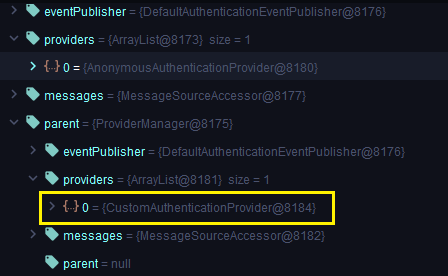 eventPublisher = {DefaultAuthenticationEventPublisher@8176}
providers = {ArrayList@8173} size = 1
0 = {AnonymousAuthenticationProvider@8180}
messages = {MessageSourceAccessor@8177}
parent = {ProviderManager@8175}
eventPublisher = {DefaultAuthenticationEventPublisher@8176}
providers = {ArrayList@8181} size = 1
0 = {CustomAuthenticationProvider@8184}
messages = {MessageSourceAccessor@8182}
parent = null